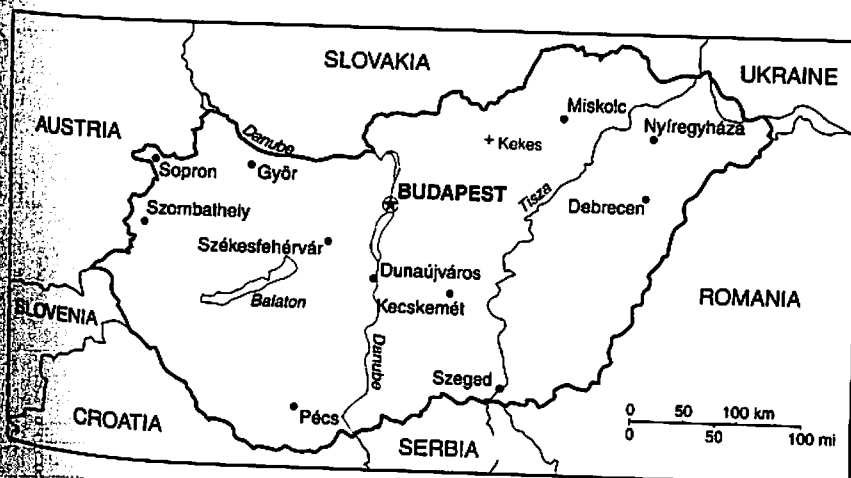 SLOVAKIA
UKRAINE
AUSTRIA
Miskolc
Danube
Nyíregyháza
+ Kekes
Sopron
Győr
BUDAPEST
Tisza
Szombathely
Debrecen
Székesfehérvár
Dunaújváros
Balaton
Kecskemét
ROMANIA
SLOVENIA
Danube
Szeged
Pécs
CROATIA
SERBIA
0 50 100 km
0 50 100 mi